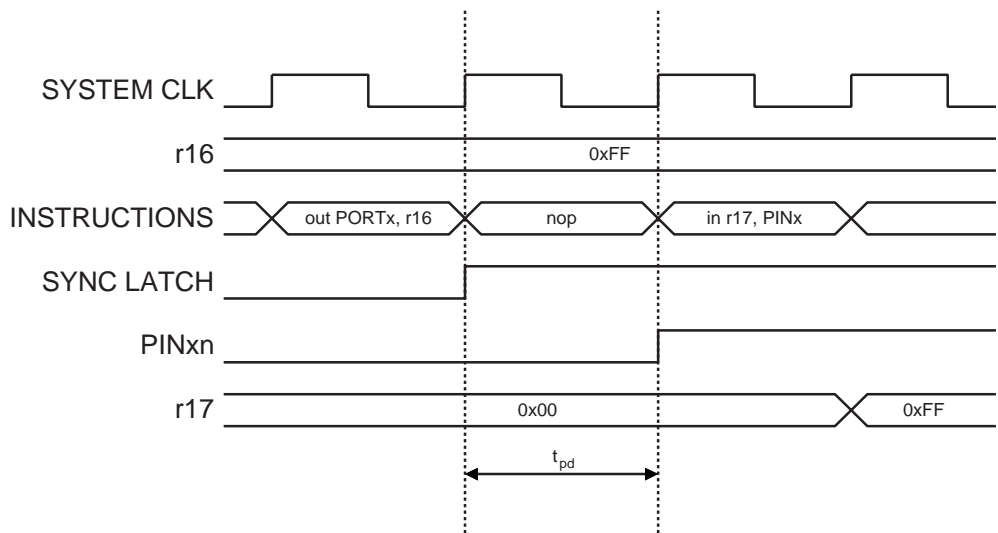 SYSTEM CLK
r16
0xFF
INSTRUCTIONS
out PORTx, r16
nop
in r17, PINx
SYNC LATCH
PINxn
r17
0x00
0xFF
tpd